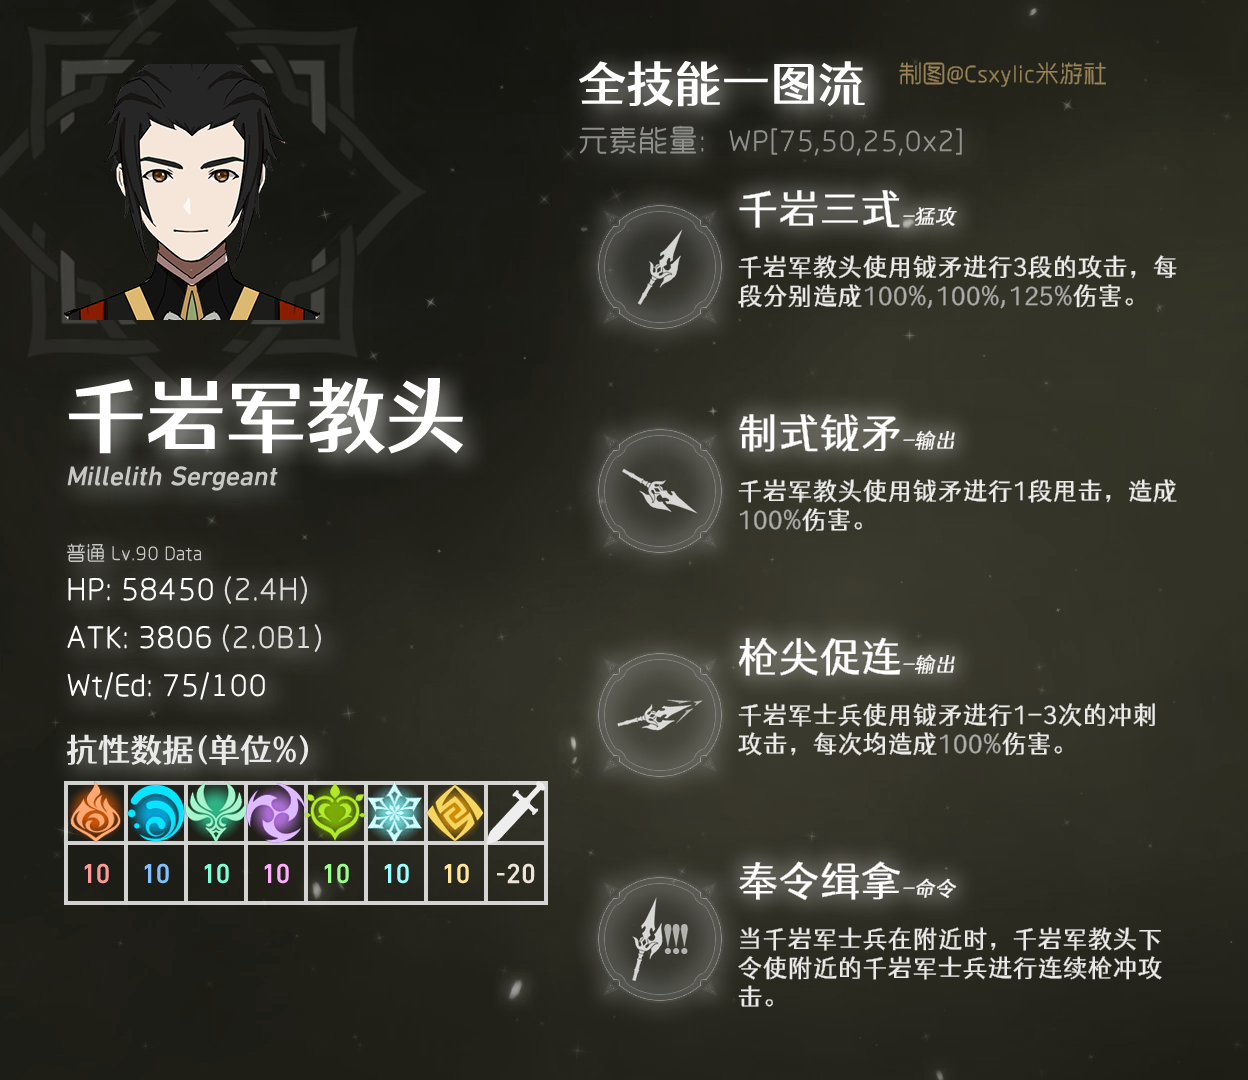 千岩军教头
Millelith Sergeant
普通 Lv.90 Data
HP: 58450 (2.4H)
ATK: 3806 (2.0B1)
Wt/Ed: 75/100
抗性数据(单位%)
10 10 10 10 10 10 10 -20
全技能一图流 制图@Csxylic米游社
元素能量: WP[75,50,25,0x2]
千岩三式-猛攻
千岩军教头使用钺矛进行3段的攻击，每
段分别造成100%,100%,125%伤害。
制式钺矛-输出
千岩军教头使用钺矛进行1段甩击，造成
100%伤害。
枪尖促连-输出
千岩军士兵使用钺矛进行1-3次的冲刺
攻击，每次均造成100%伤害。
奉令缉拿-命令
!!!
当千岩军士兵在附近时，千岩军教头下
令使附近的千岩军士兵进行连续枪冲攻
击。